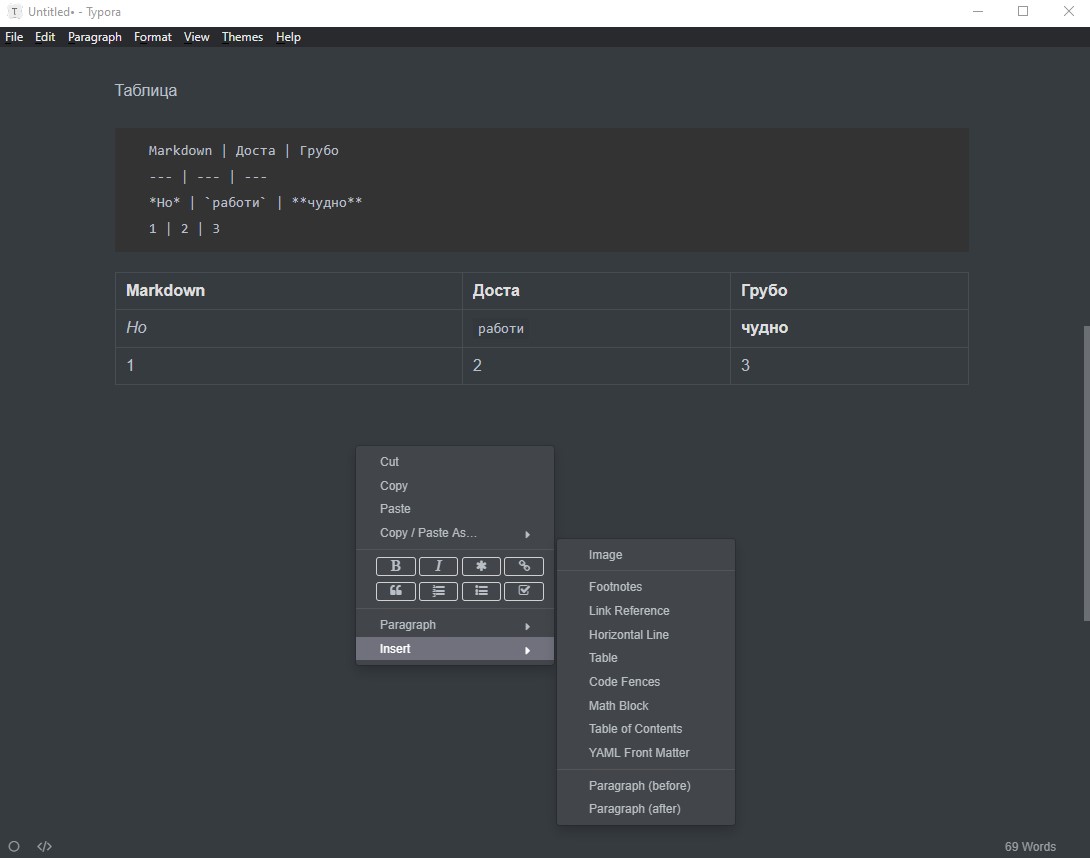 Untitled• - Typora
File Edit Paragraph Format View Themes Help
Таблица
Markdown | Доста | Грубо
--- | --- | ---
*Но* | `работи` | **чудно**
1 | 2 | 3
Markdown Доста Грубо
Но работи чудно
1 2 3
Cut
Copy
Paste
Copy / Paste As...
B I
Paragraph
Insert
Image
Footnotes
Link Reference
Horizontal Line
Table
Code Fences
Math Block
Table of Contents
YAML Front Matter
Paragraph (before)
Paragraph (after)
</> 69 Words